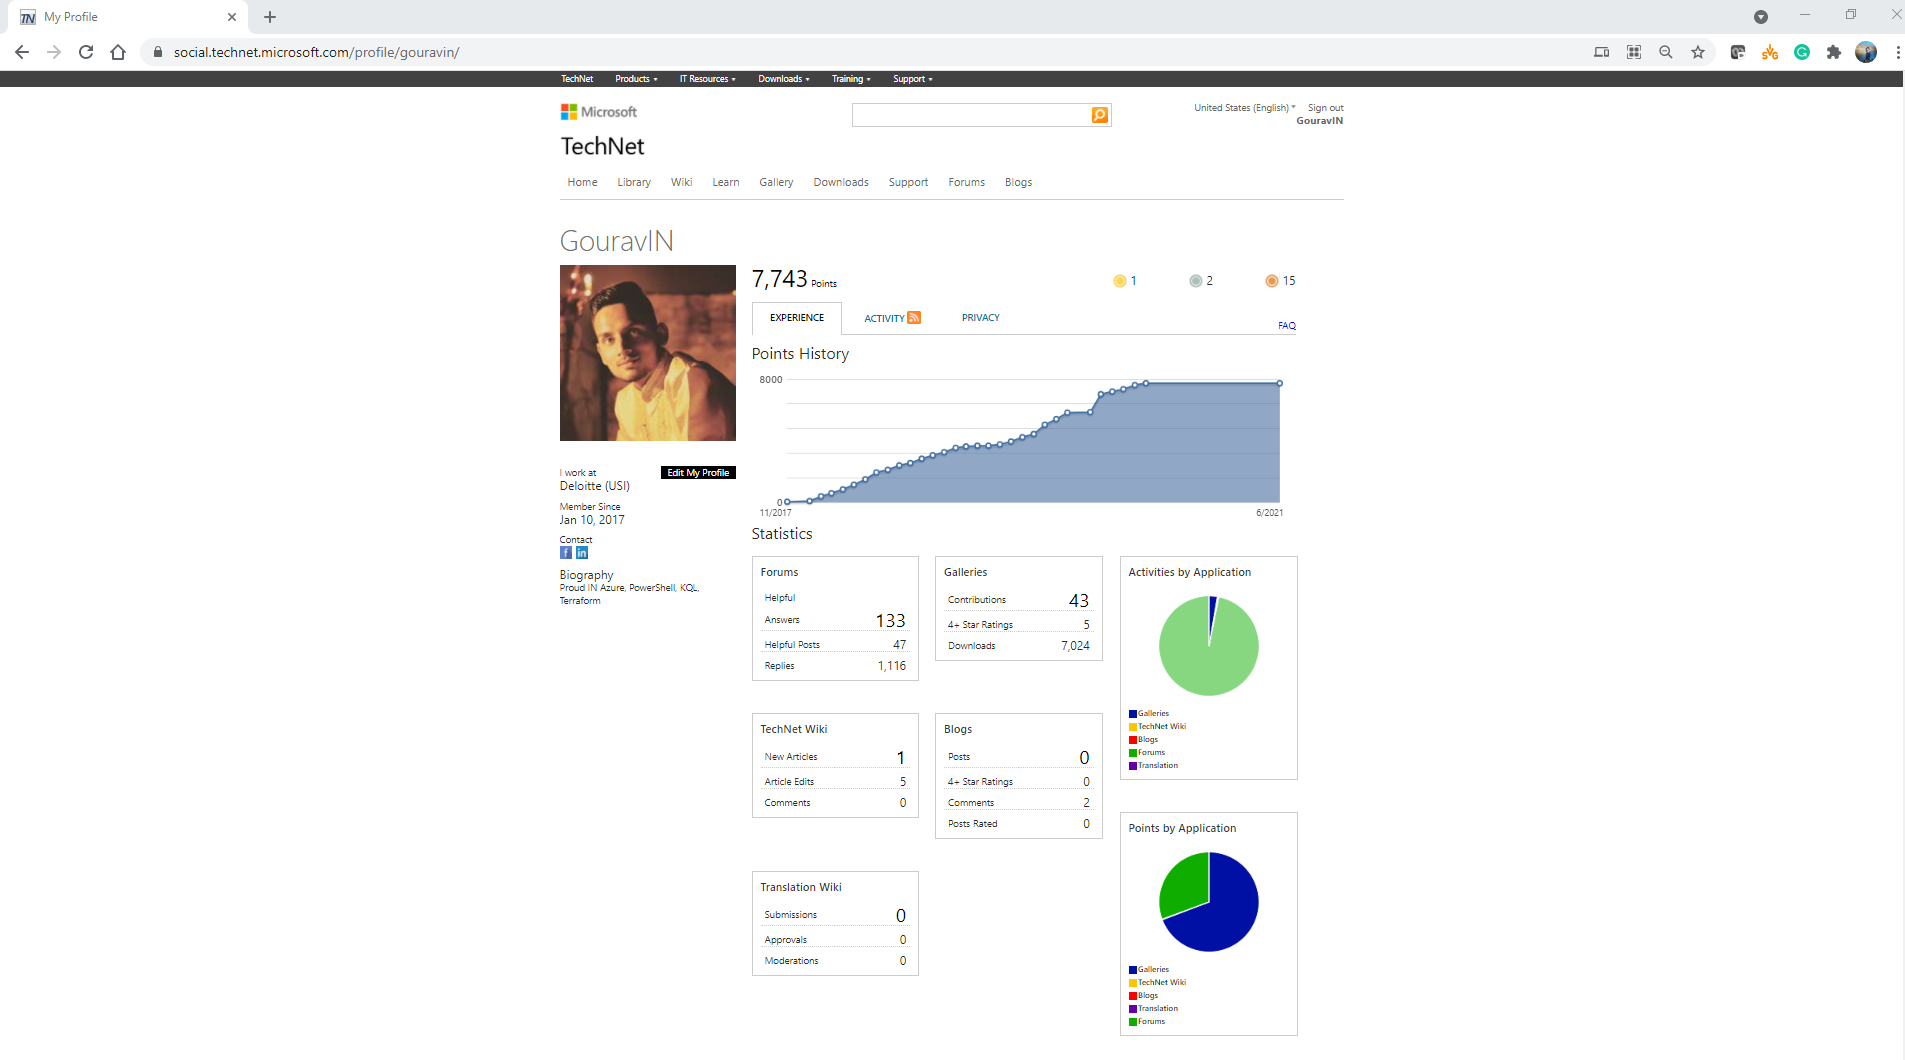 My Profile
social.technet.microsoft.com/profile/gouravin/
TechNet Products IT Resources Downloads Training Support
Microsoft
United States (English) Sign out
GouravIN
TechNet
Home Library Wiki Learn Gallery Downloads Support Forums Blogs
GouravIN
7,743 Points 1 2 15
EXPERIENCE ACTIVITY PRIVACY
FAQ
Points History
8000
0
11/2017 6/2021
I work at Edit My Profile
Deloitte (USI)
Member Since
Jan 10, 2017
Contact
Biography
Proud IN Azure, PowerShell, KQL,
Terraform
Statistics
Forums
Helpful
Answers 133
Helpful Posts 47
Replies 1,116
Galleries
Contributions 43
4+ Star Ratings 5
Downloads 7,024
Activities by Application
Galleries
TechNet Wiki
Blogs
Forums
Translation
TechNet Wiki
New Articles 1
Article Edits 5
Comments 0
Blogs
Posts 0
4+ Star Ratings 0
Comments 2
Posts Rated 0
Points by Application
Galleries
TechNet Wiki
Blogs
Translation
Forums
Translation Wiki
Submissions 0
Approvals 0
Moderations 0